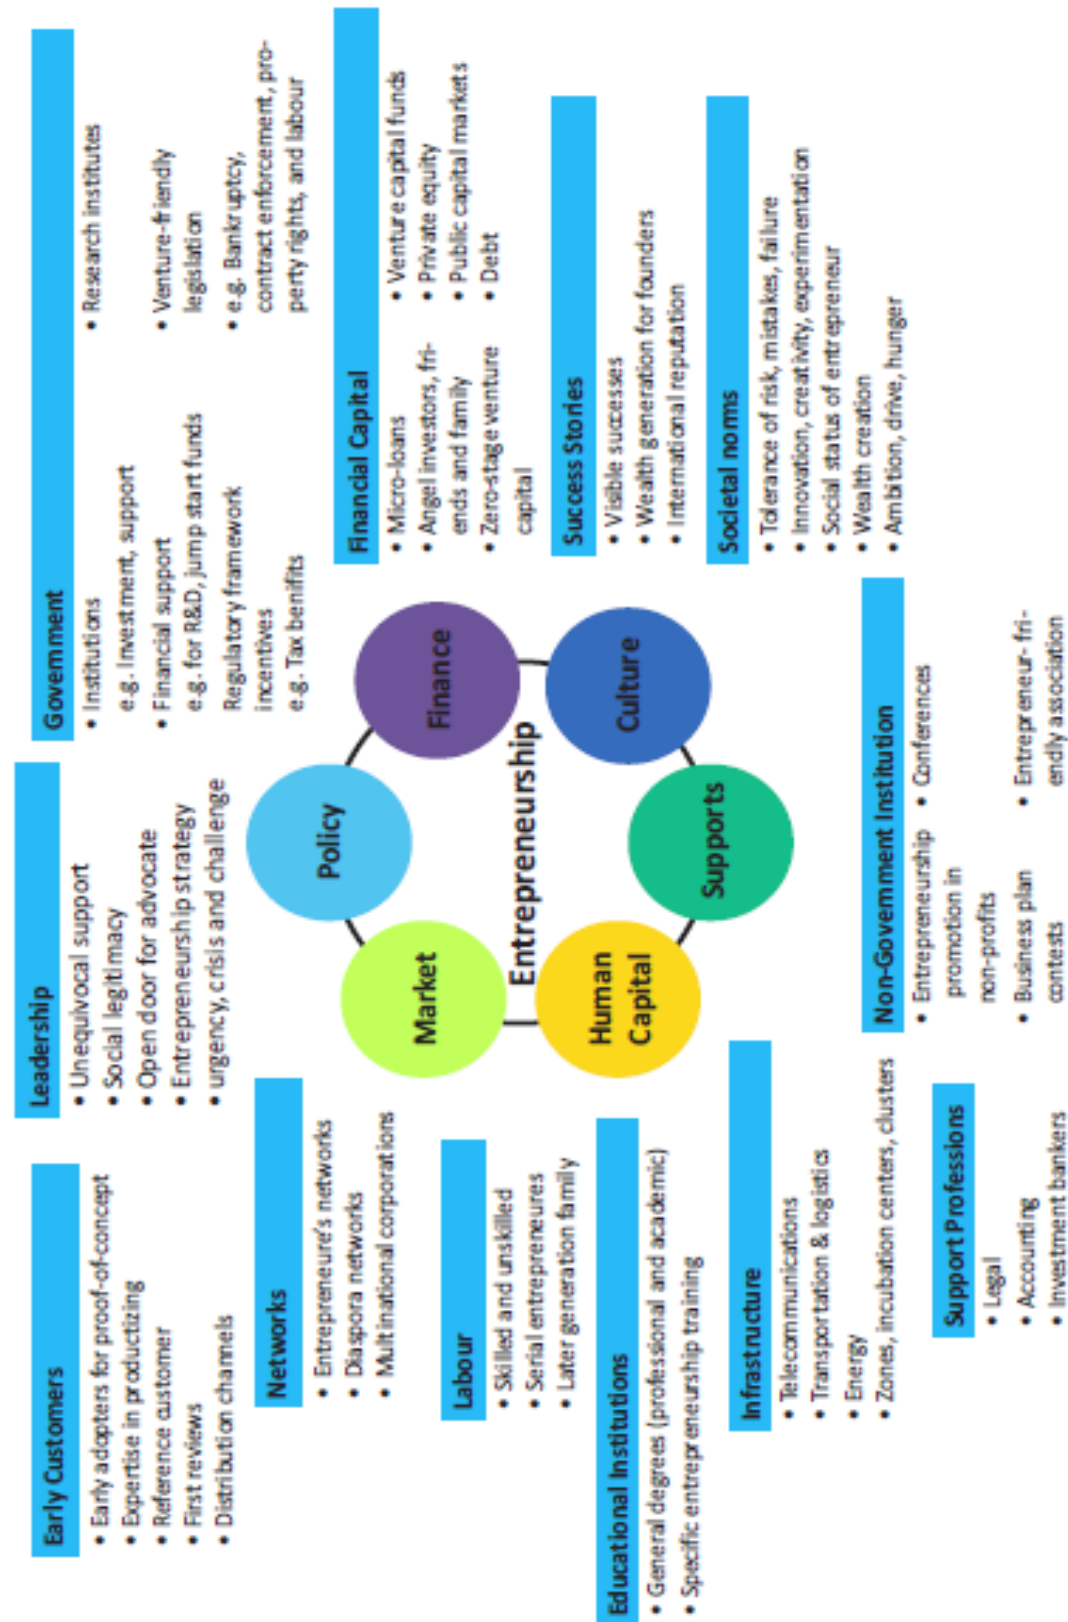 Early Customers
• Early adopters for proof-of-concept
• Expertise in productizing
• Reference customer
• First reviews
• Distribution channels
Leadership
• Unequivocal support
• Social legitimacy
• Open door for advocate
• Entrepreneurship strategy
• urgency, crisis and challenge
Government
• Institutions
e.g. Investment, support
• Financial support
e.g. for R&D, jump start funds
Regulatory framework
incentives
e.g. Tax benifits
• Research institutes
• Venture-friendly
legislation
• e.g. Bankruptcy,
contract enforcement, pro-
perty rights, and labour
Networks
• Entrepreneure's networks
• Diaspora networks
• Multinational corporations
Labour
• Skilled and unskilled
• Serial entrepreneures
• Later generation family
Educational Institutions
• General degrees (professional and academic)
• Specific entrepreneurship training
Infrastructure
• Telecommunications
• Transportation & logistics
• Energy
• Zones, incubation centers, clusters
Support Professions
• Legal
• Accounting
• Investment bankers
Policy
Market
Finance
Entrepreneurship
Human
Capital
Culture
Supports
Financial Capital
• Micro-loans
• Angel investors, fri-
ends and family
• Zero-stage venture
capital
• Venture capital funds
• Private equity
• Public capital markets
• Debt
Success Stories
• Visible successes
• Wealth generation for founders
• International reputation
Societal norms
• Tolerance of risk, mistakes, failure
• Innovation, creativity, experimentation
• Social status of entrepreneur
• Wealth creation
• Ambition, drive, hunger
Non-Government Institution
• Entrepreneurship
promotion in
non-profits
• Business plan
contests
• Conferences
• Entrepreneur- fri-
endly association